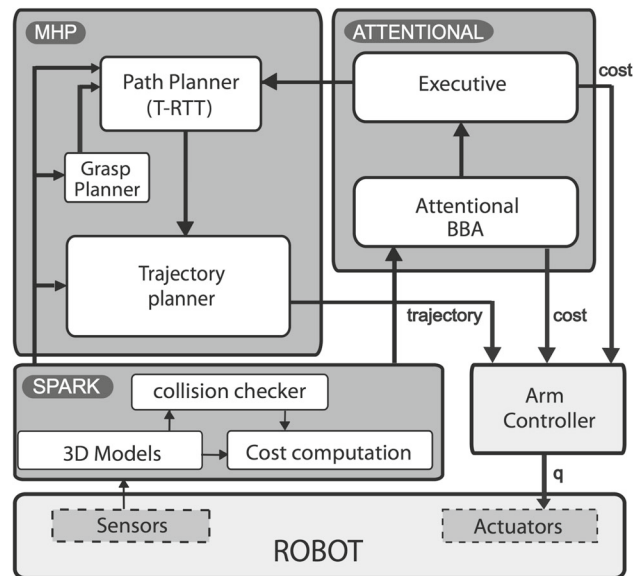 MHP
ATTENTIONAL
Path Planner
(T-RTT)
Executive
cost
Grasp
Planner
Attentional
BBA
Trajectory
planner
trajectory
cost
SPARK
collision checker
3D Models
Cost computation
Arm
Controller
q
Sensors
Actuators
ROBOT